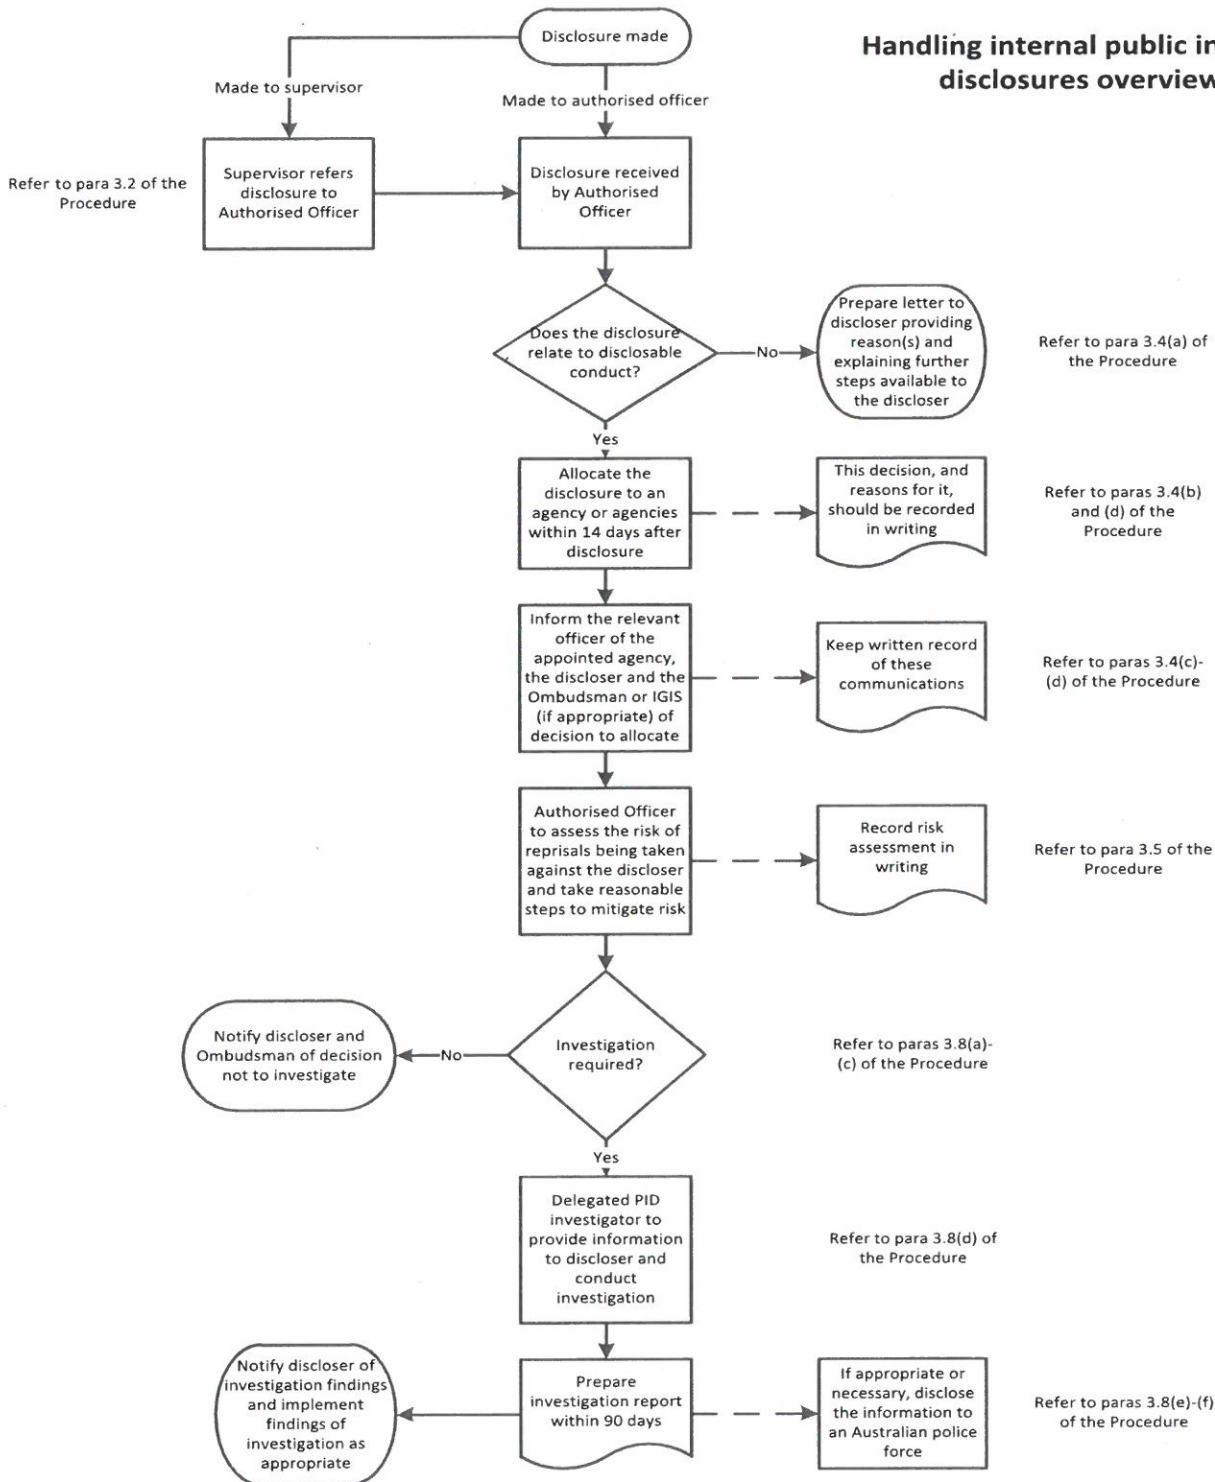 Handling internal public in
disclosures overview
Disclosure made
Made to supervisor
Made to authorised officer
Refer to para 3.2 of the
Procedure
Supervisor refers
disclosure to
Authorised Officer
Disclosure received
by Authorised
Officer
Does the disclosure
relate to disclosable
conduct?
No
Prepare letter to
discloser providing
reason(s) and
explaining further
steps available to
the discloser
Refer to para 3.4(a) of
the Procedure
Yes
Allocate the
disclosure to an
agency or agencies
within 14 days after
disclosure
This decision, and
reasons for it,
should be recorded
in writing
Refer to paras 3.4(b)
and (d) of the
Procedure
Inform the relevant
officer of the
appointed agency,
the discloser and the
Ombudsman or IGIS
(if appropriate) of
decision to allocate
Keep written record
of these
communications
Refer to paras 3.4(c)-
(d) of the Procedure
Authorised Officer
to assess the risk of
reprisals being taken
against the discloser
and take reasonable
steps to mitigate risk
Record risk
assessment in
writing
Refer to para 3.5 of the
Procedure
Notify discloser and
Ombudsman of decision
not to investigate
No
Investigation
required?
Refer to paras 3.8(a)-
(c) of the Procedure
Yes
Delegated PID
investigator to
provide information
to discloser and
conduct
investigation
Refer to para 3.8(d) of
the Procedure
Notify discloser of
investigation findings
and implement
findings of
investigation as
appropriate
Prepare
investigation report
within 90 days
If appropriate or
necessary, disclose
the information to
an Australian police
force
Refer to paras 3.8(e)-(f)
of the Procedure